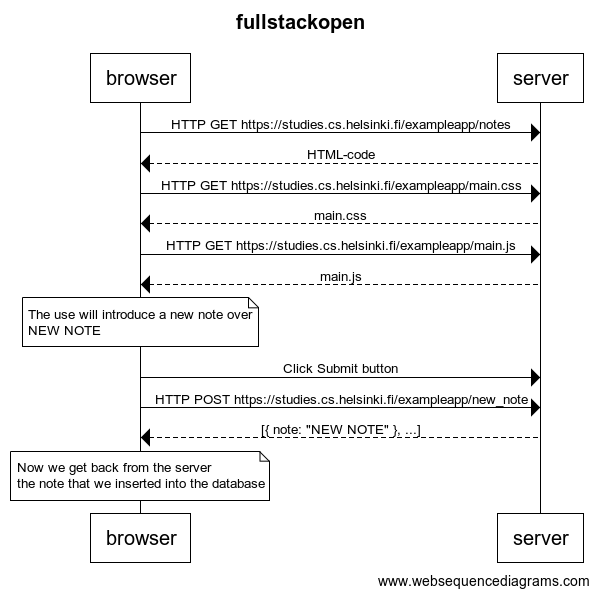 fullstackopen
browser
server
HTTP GET https://studies.cs.helsinki.fi/exampleapp/notes
HTML-code
HTTP GET https://studies.cs.helsinki.fi/exampleapp/main.css
main.css
HTTP GET https://studies.cs.helsinki.fi/exampleapp/main.js
main.js
The use will introduce a new note over
NEW NOTE
Click Submit button
HTTP POST https://studies.cs.helsinki.fi/exampleapp/new_note
[{ note: "NEW NOTE" }, ...]
Now we get back from the server
the note that we inserted into the database
browser
server
www.websequencediagrams.com